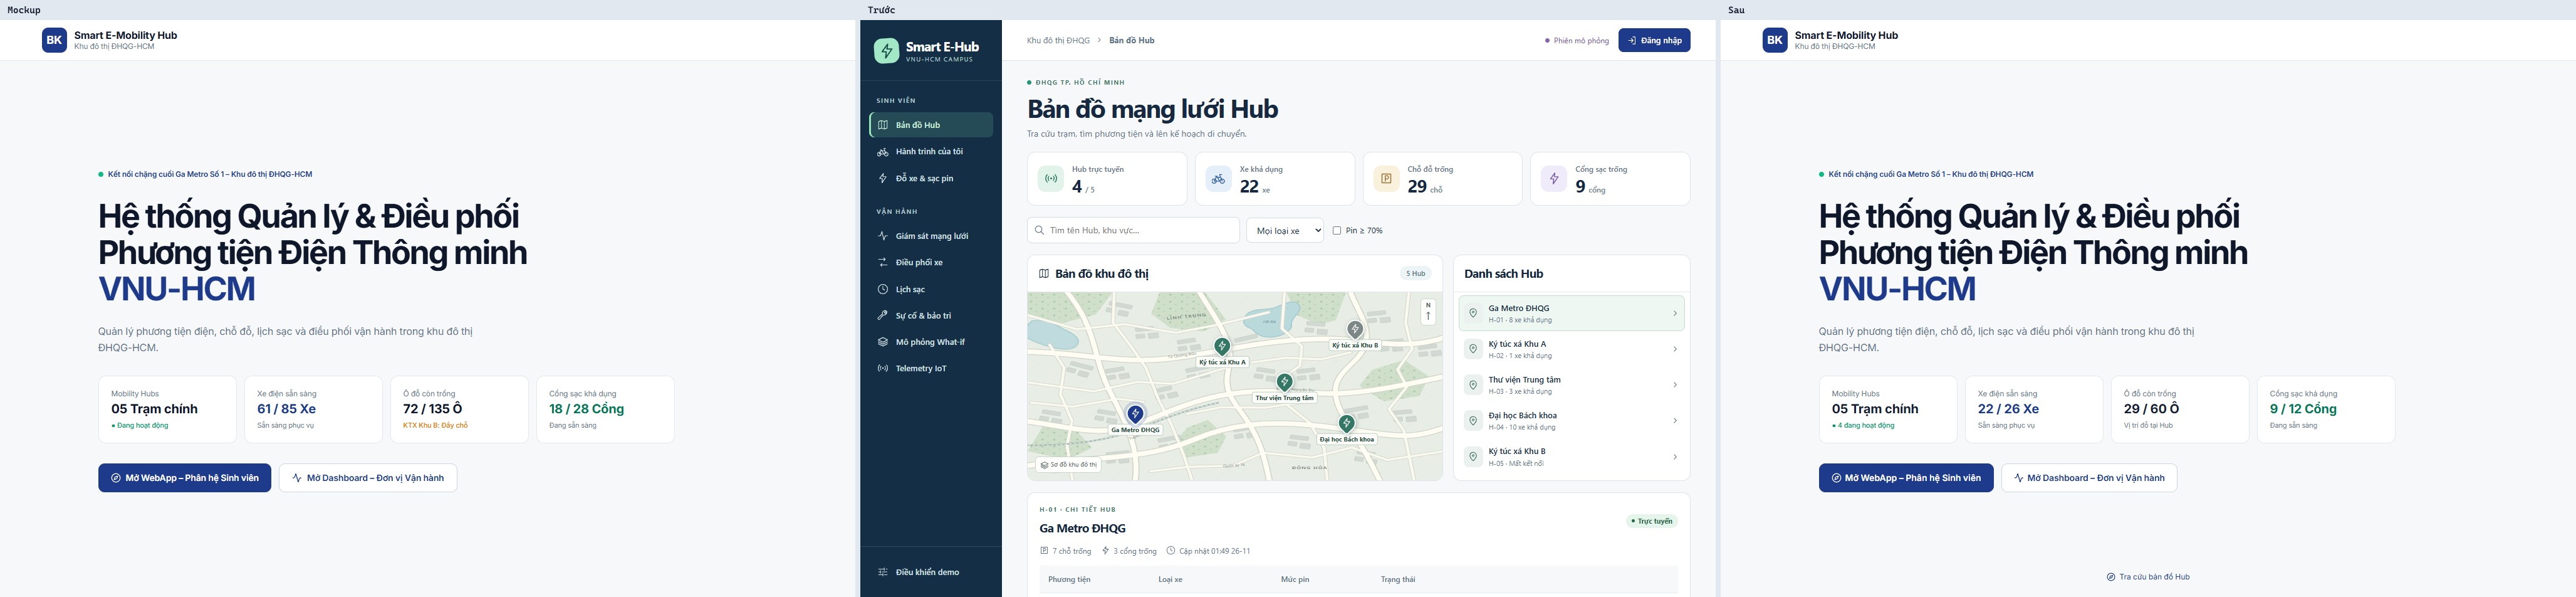 Mockup
BK
Smart E-Mobility Hub
Khu đô thị ĐHQG-HCM
Kết nối chặng cuối Ga Metro Số 1 – Khu đô thị ĐHQG-HCM
Hệ thống Quản lý & Điều phối
Phương tiện Điện Thông minh
VNU-HCM
Quản lý phương tiện điện, chỗ đỗ, lịch sạc và điều phối vận hành trong khu đô thị
ĐHQG-HCM.
Mobility Hubs
05 Trạm chính
Đang hoạt động
Xe điện sẵn sàng
61 / 85 Xe
Sẵn sàng phục vụ
Ô đỗ còn trống
72 / 135 Ô
KTX Khu B: Đầy chỗ
Cổng sạc khả dụng
18 / 28 Cổng
Đang sẵn sàng
Mở WebApp – Phân hệ Sinh viên
Mở Dashboard – Đơn vị Vận hành
Trước
Smart E-Hub
VNU-HCM CAMPUS
SINH VIÊN
Bản đồ Hub
Hành trình của tôi
Đỗ xe & sạc pin
VẬN HÀNH
Giám sát mạng lưới
Điều phối xe
Lịch sạc
Sự cố & bảo trì
Mô phỏng What-if
Telemetry IoT
Điều khiển demo
Khu đô thị ĐHQG > Bản đồ Hub
Phiên mô phỏng
Đăng nhập
ĐHQG TP. HỒ CHÍ MINH
Bản đồ mạng lưới Hub
Tra cứu trạm, tìm phương tiện và lên kế hoạch di chuyển.
Hub trực tuyến
4 / 5
Xe khả dụng
22 xe
Chỗ đỗ trống
29 chỗ
Cổng sạc trống
9 cổng
Tìm tên Hub, khu vực...
Mọi loại xe
Pin ≥ 70%
Bản đồ khu đô thị
5 Hub
LINH TRUNG
N
Ký túc xá Khu B
Ký túc xá Khu A
Thư viện Trung tâm
Ga Metro ĐHQG
Đại học Bách khoa
Sơ đồ khu đô thị
ĐÔNG HÒA
Danh sách Hub
Ga Metro ĐHQG
H-01 · 8 xe khả dụng
Ký túc xá Khu A
H-02 · 1 xe khả dụng
Thư viện Trung tâm
H-03 · 3 xe khả dụng
Đại học Bách khoa
H-04 · 10 xe khả dụng
Ký túc xá Khu B
H-05 · Mất kết nối
H-01 · CHI TIẾT HUB
Ga Metro ĐHQG
Trực tuyến
7 chỗ trống
3 cổng trống
Cập nhật 01:49 26-11
Phương tiện
Loại xe
Mức pin
Trạng thái
Sau
BK
Smart E-Mobility Hub
Khu đô thị ĐHQG-HCM
Kết nối chặng cuối Ga Metro Số 1 – Khu đô thị ĐHQG-HCM
Hệ thống Quản lý & Điều phối
Phương tiện Điện Thông minh
VNU-HCM
Quản lý phương tiện điện, chỗ đỗ, lịch sạc và điều phối vận hành trong khu đô thị
ĐHQG-HCM.
Mobility Hubs
05 Trạm chính
4 đang hoạt động
Xe điện sẵn sàng
22 / 26 Xe
Sẵn sàng phục vụ
Ô đỗ còn trống
29 / 60 Ô
Vị trí đỗ tại Hub
Cổng sạc khả dụng
9 / 12 Cổng
Đang sẵn sàng
Mở WebApp – Phân hệ Sinh viên
Mở Dashboard – Đơn vị Vận hành
Tra cứu bản đồ Hub